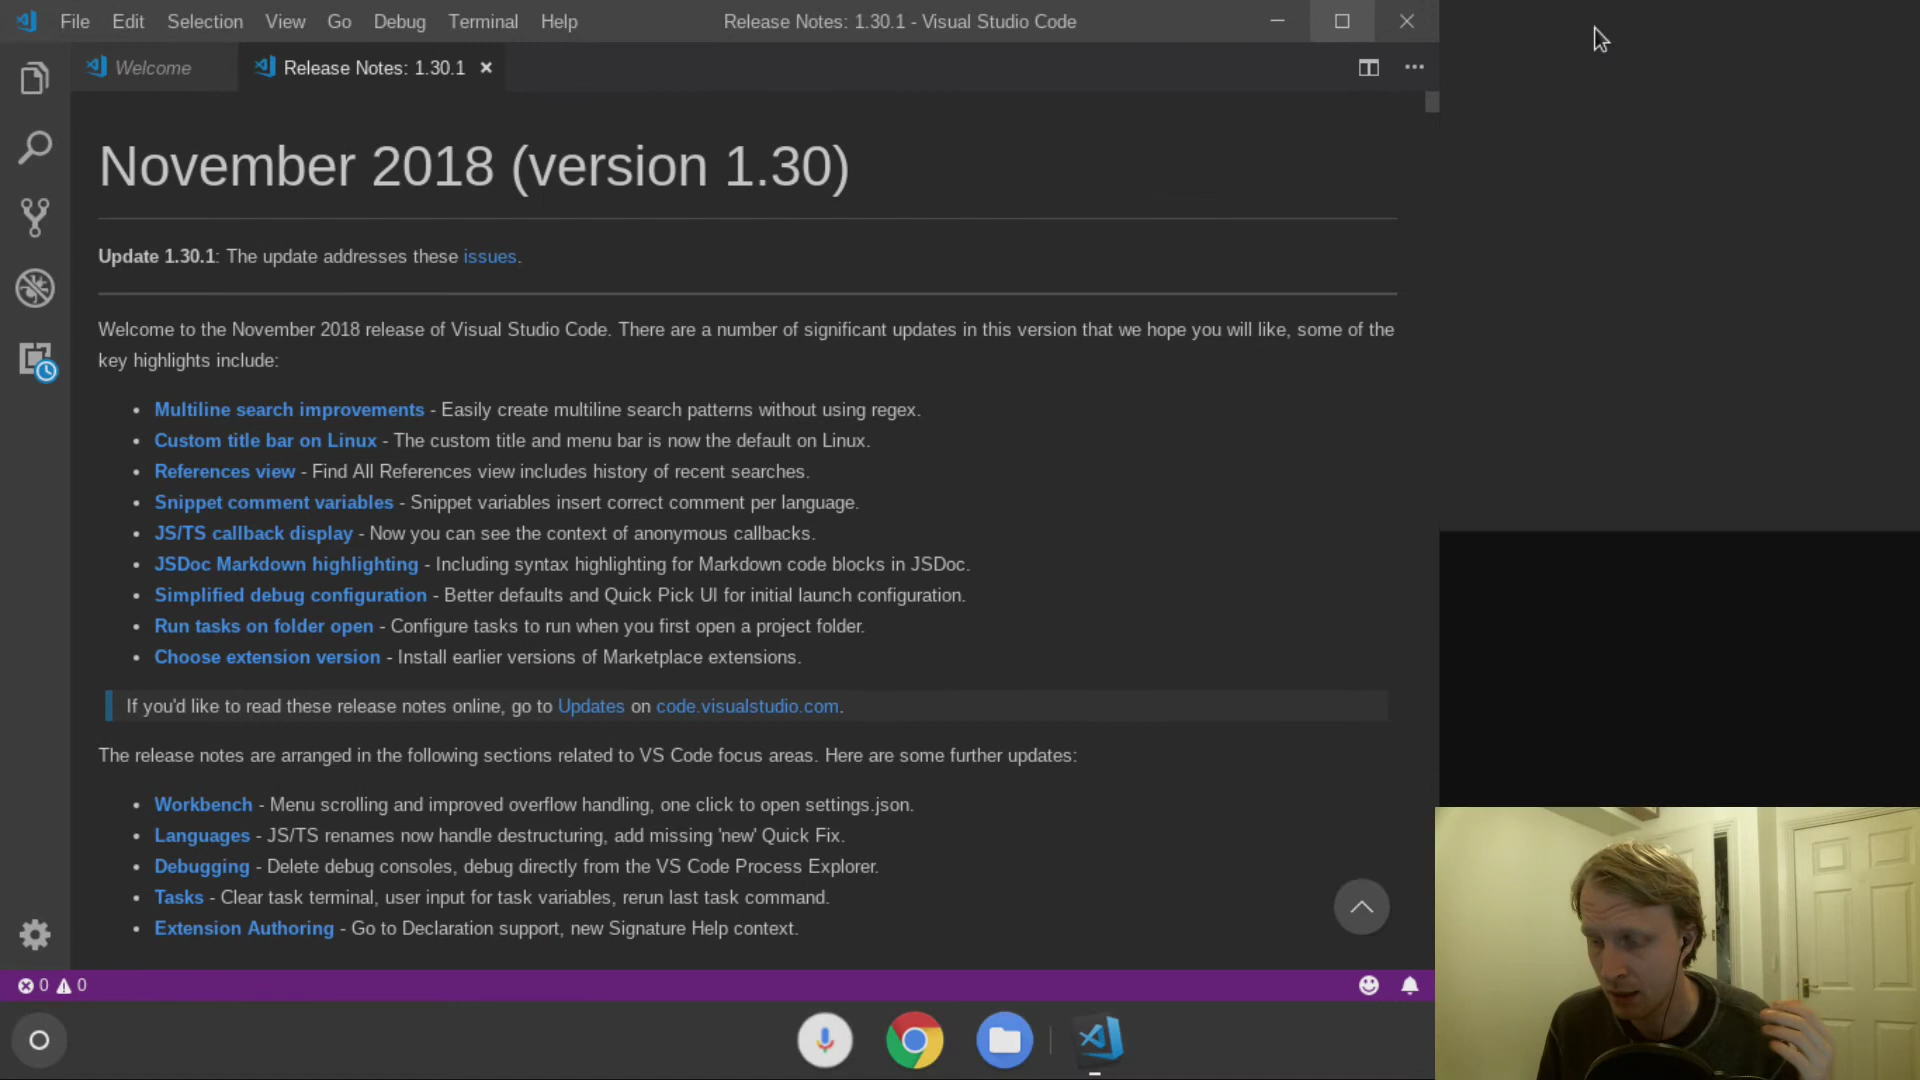 File Edit Selection View Go Debug Terminal Help Release Notes: 1.30.1 - Visual Studio Code
Welcome Release Notes: 1.30.1
November 2018 (version 1.30)
Update 1.30.1: The update addresses these issues.
Welcome to the November 2018 release of Visual Studio Code. There are a number of significant updates in this version that we hope you will like, some of the
key highlights include:
• Multiline search improvements - Easily create multiline search patterns without using regex.
• Custom title bar on Linux - The custom title and menu bar is now the default on Linux.
• References view - Find All References view includes history of recent searches.
• Snippet comment variables - Snippet variables insert correct comment per language.
• JS/TS callback display - Now you can see the context of anonymous callbacks.
• JSDoc Markdown highlighting - Including syntax highlighting for Markdown code blocks in JSDoc.
• Simplified debug configuration - Better defaults and Quick Pick UI for initial launch configuration.
• Run tasks on folder open - Configure tasks to run when you first open a project folder.
• Choose extension version - Install earlier versions of Marketplace extensions.
If you'd like to read these release notes online, go to Updates on code.visualstudio.com.
The release notes are arranged in the following sections related to VS Code focus areas. Here are some further updates:
• Workbench - Menu scrolling and improved overflow handling, one click to open settings.json.
• Languages - JS/TS renames now handle destructuring, add missing 'new' Quick Fix.
• Debugging - Delete debug consoles, debug directly from the VS Code Process Explorer.
• Tasks - Clear task terminal, user input for task variables, rerun last task command.
• Extension Authoring - Go to Declaration support, new Signature Help context.
0 0